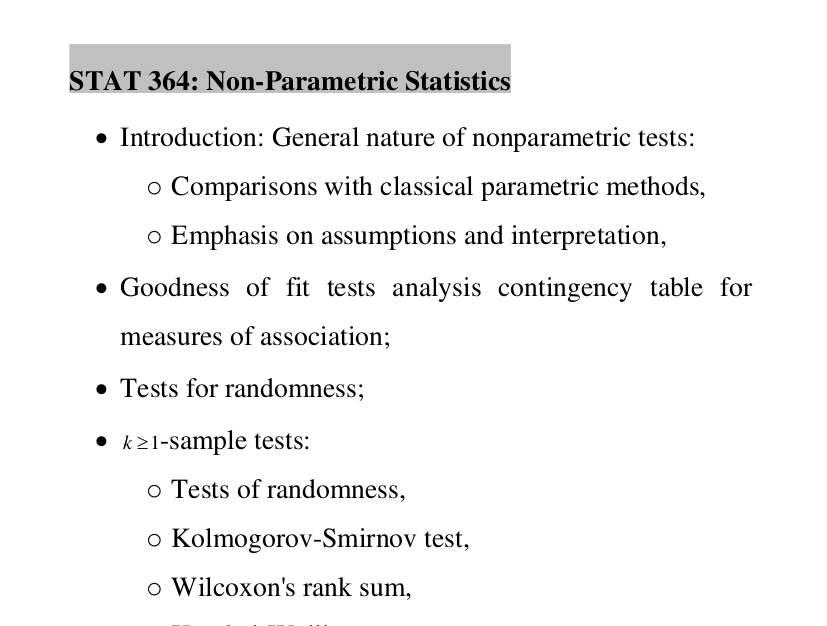 STAT 364: Non-Parametric Statistics
• Introduction: General nature of nonparametric tests:
○ Comparisons with classical parametric methods,
○ Emphasis on assumptions and interpretation,
• Goodness of fit tests analysis contingency table for
measures of association;
• Tests for randomness;
• k ≥1-sample tests:
○ Tests of randomness,
○ Kolmogorov-Smirnov test,
○ Wilcoxon's rank sum,